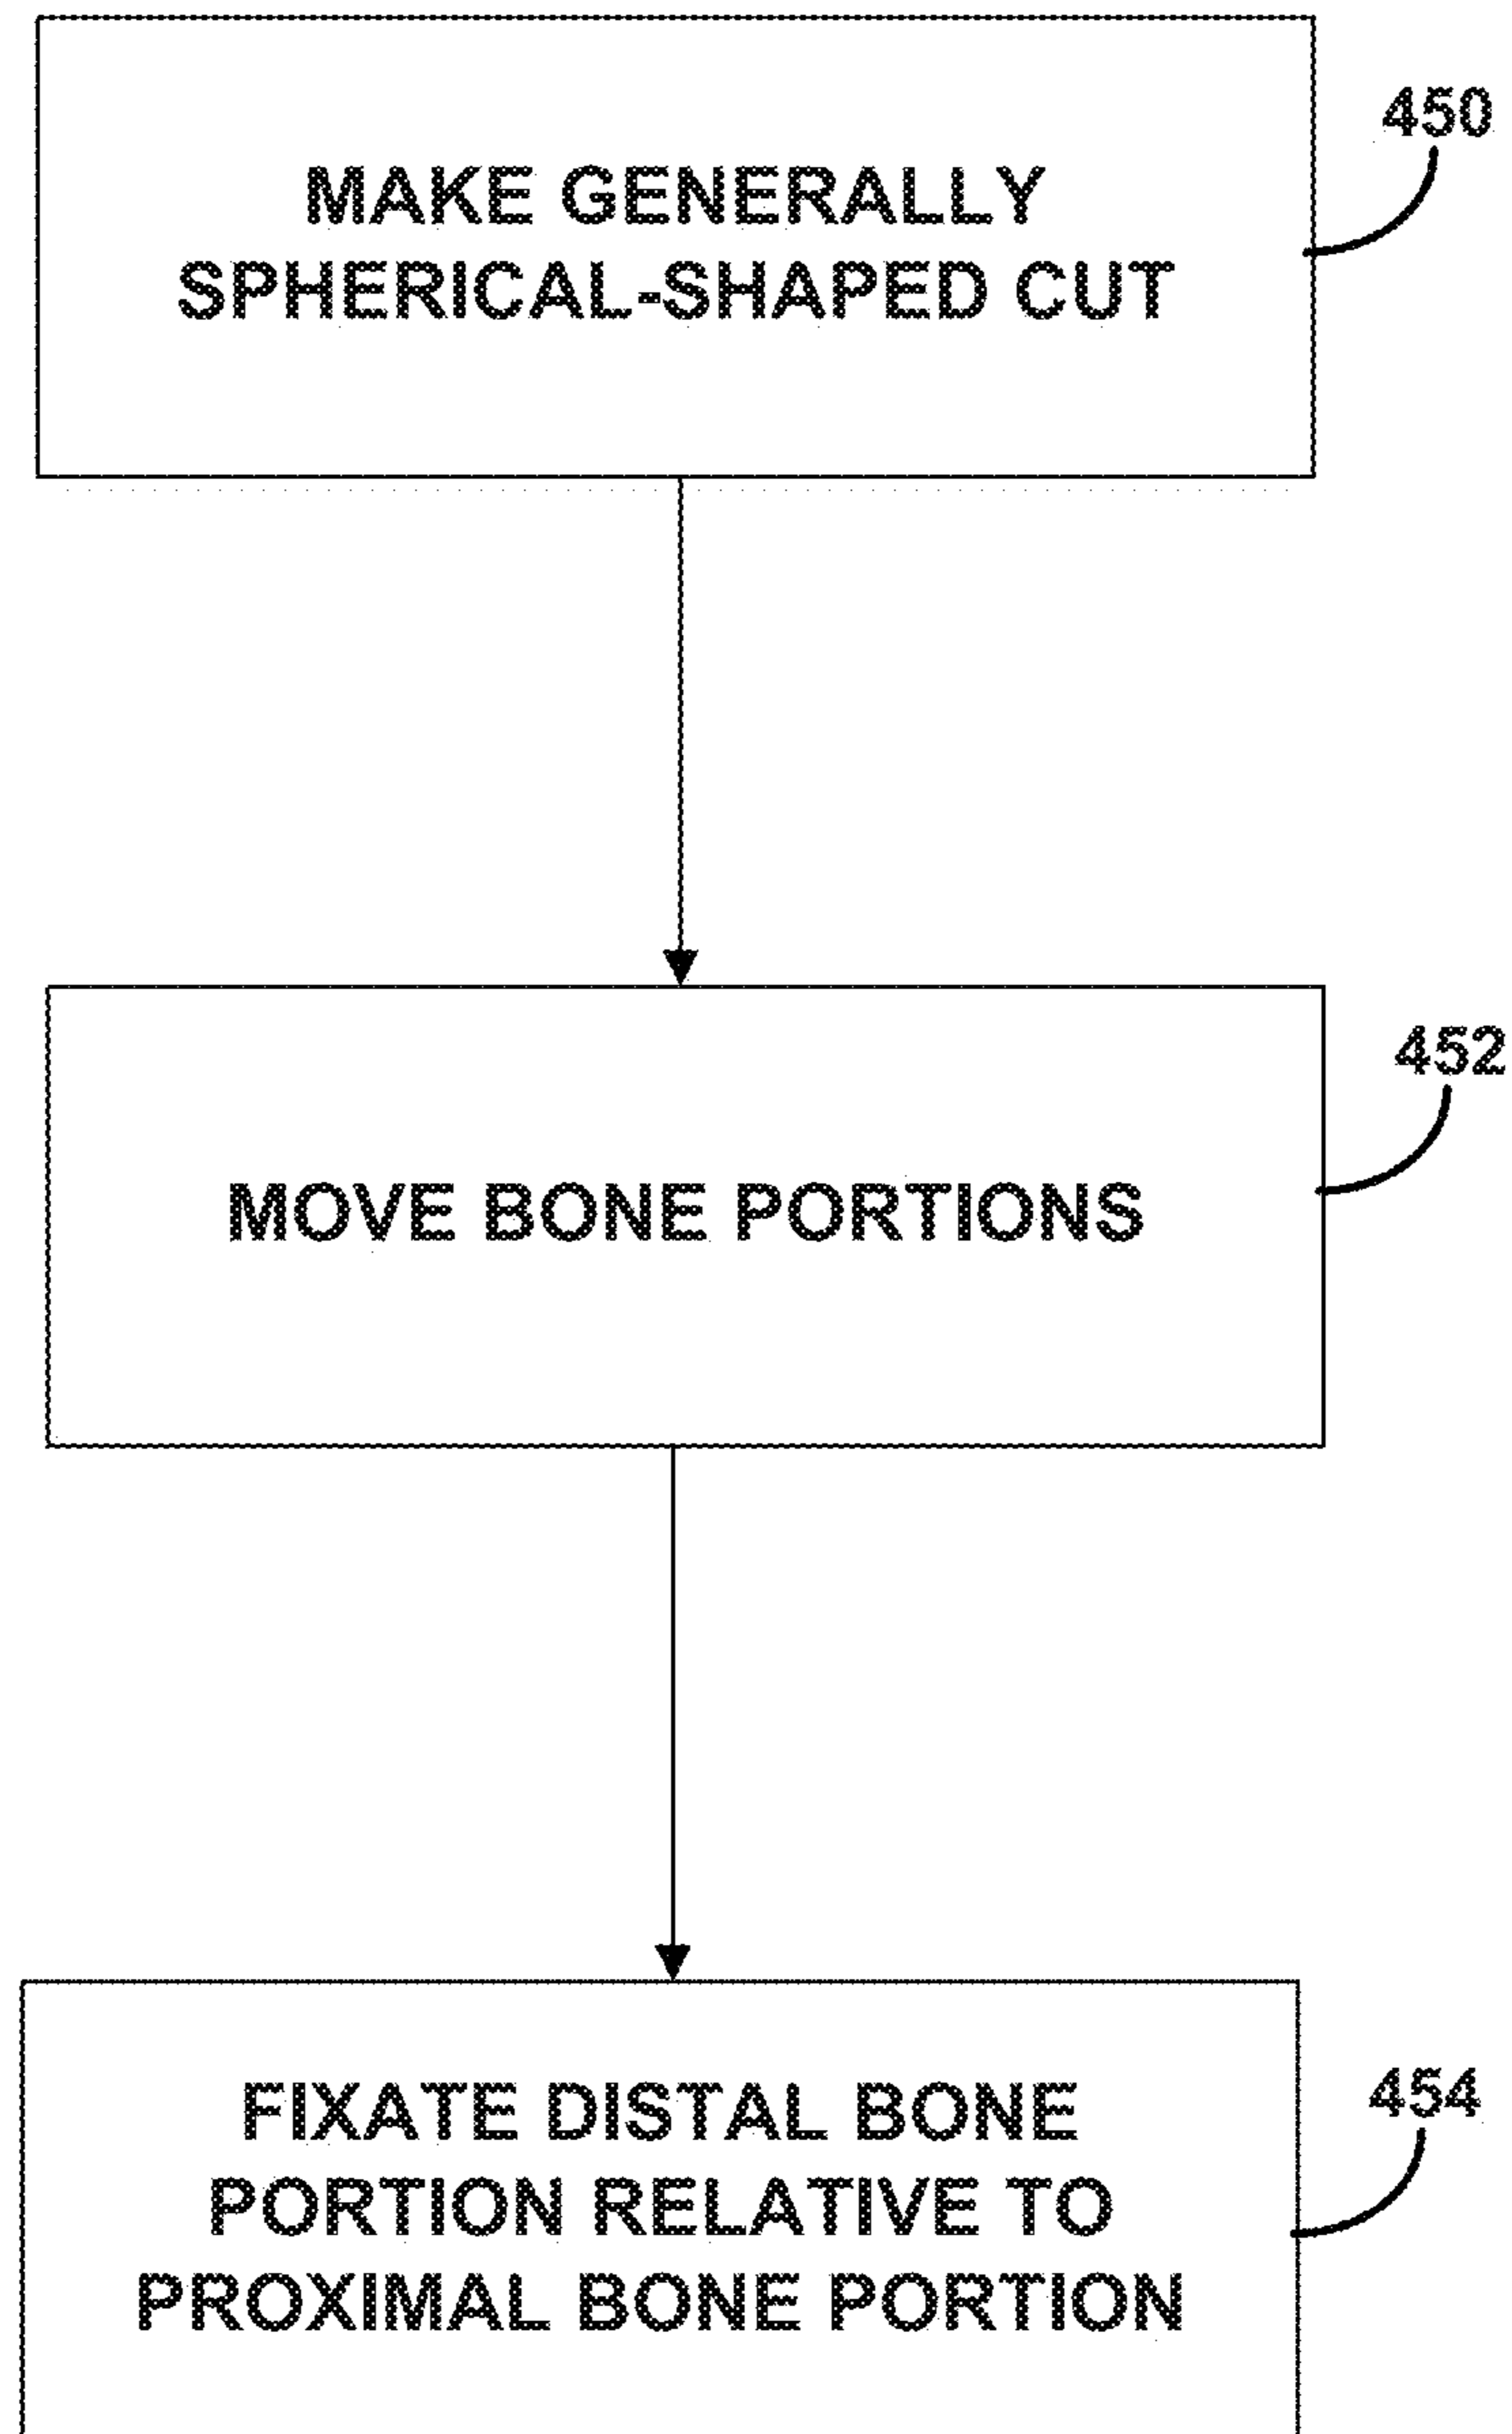 MAKE GENERALLY
SPHERICAL-SHAPED CUT
450
MOVE BONE PORTIONS
452
FIXATE DISTAL BONE
PORTION RELATIVE TO
PROXIMAL BONE PORTION
454